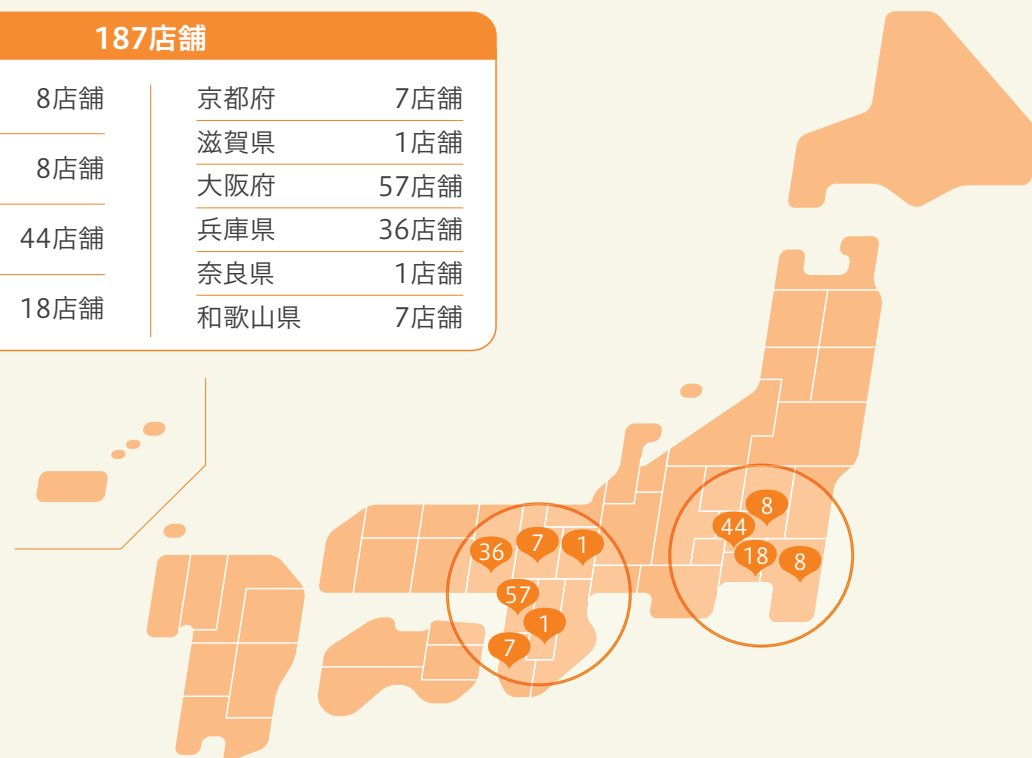 187店舗
8店舗
8店舗
44店舗
18店舗
京都府 7店舗
滋賀県 1店舗
大阪府 57店舗
兵庫県 36店舗
奈良県 1店舗
和歌山県 7店舗
8
44
18
8
36
7
1
57
1
7